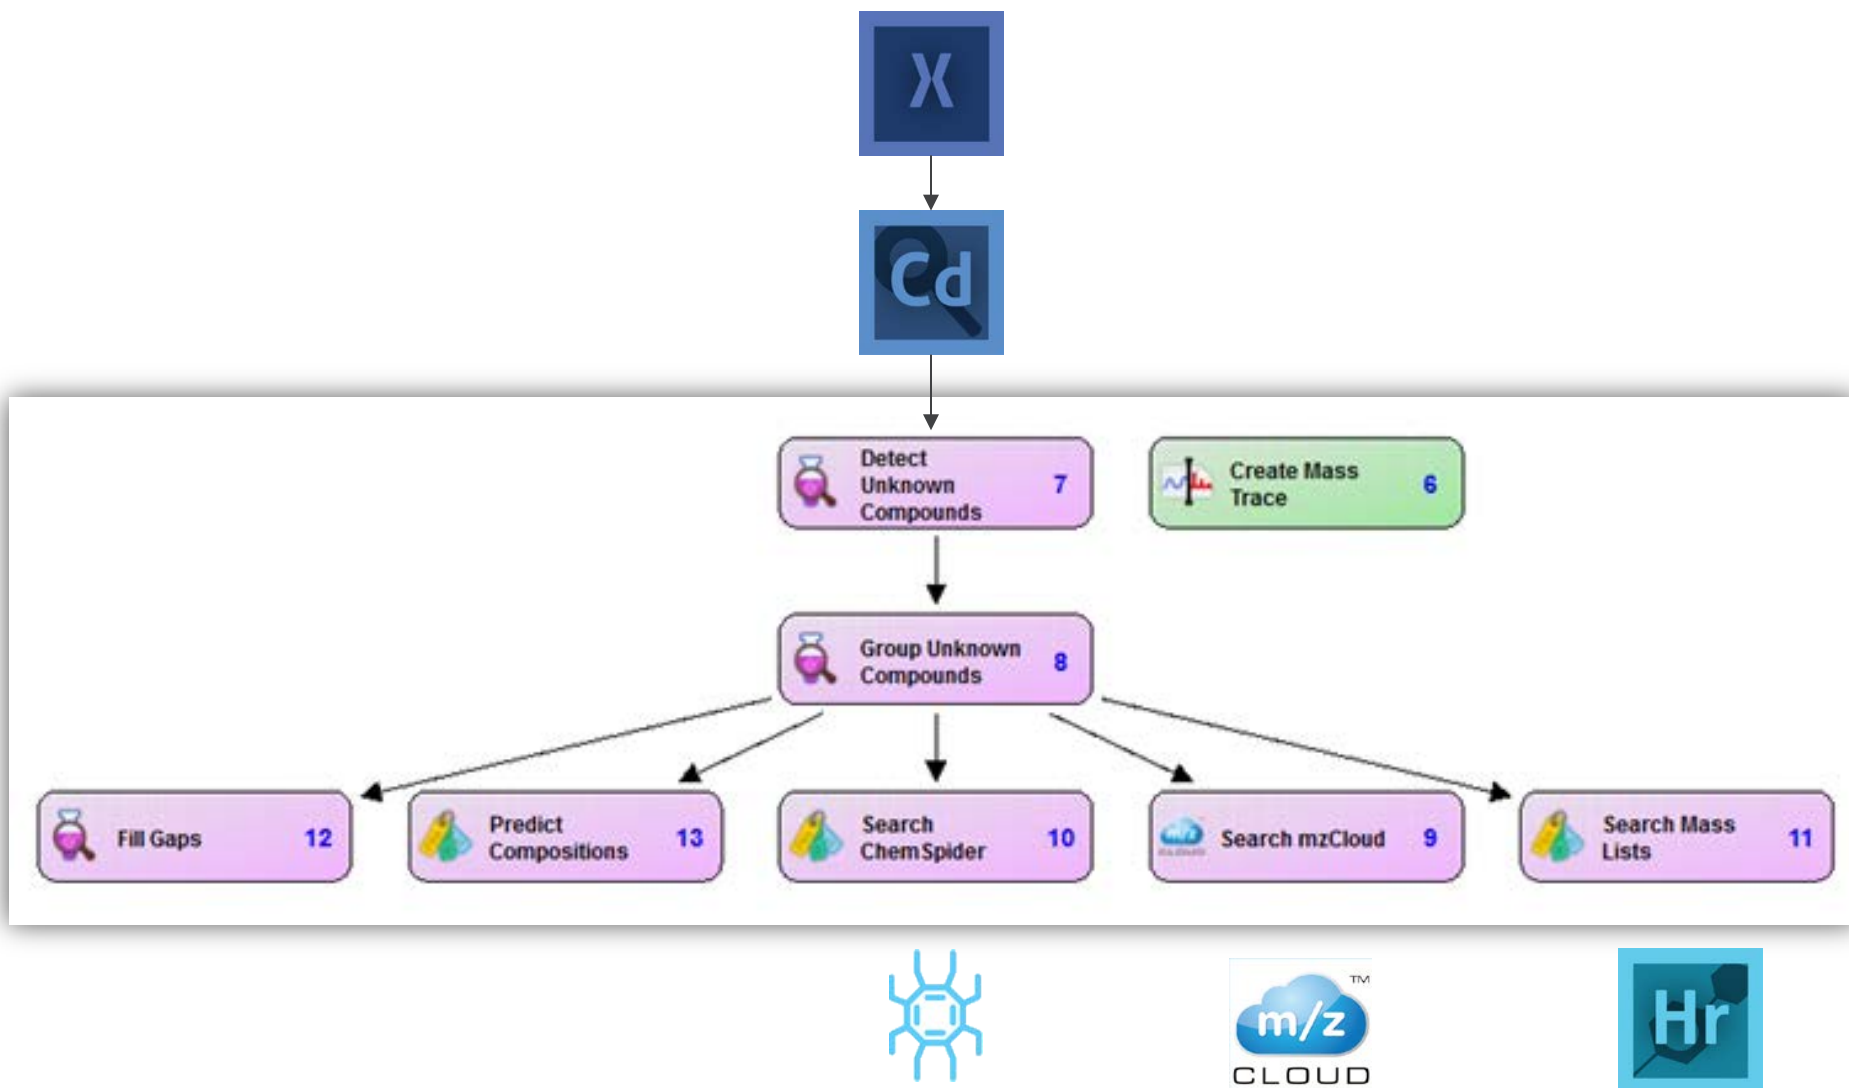 X
Cd
Detect
Unknown
Compounds
7
Create Mass
Trace
6
Group Unknown
Compounds
8
Fill Gaps
12
Predict
Compositions
13
Search
ChemSpider
10
m/z
Search mzCloud
9
Search Mass
Lists
11
m/z
TM
CLOUD
Hr